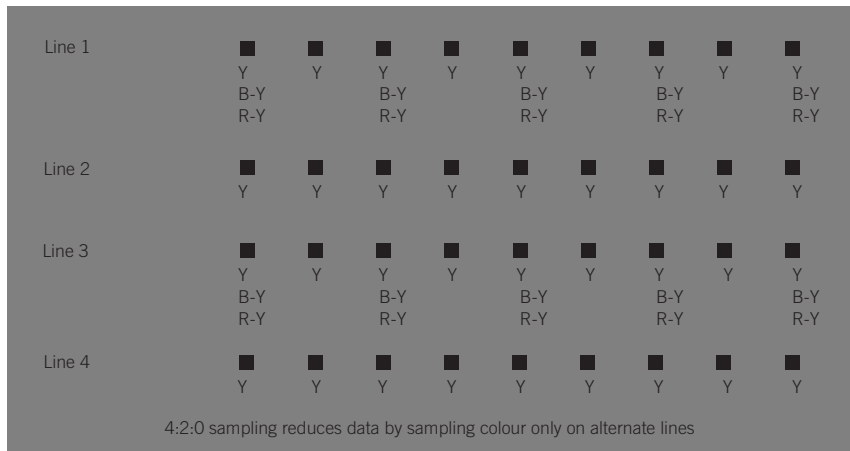 Line 1
Y Y Y Y Y Y Y Y Y
B-Y B-Y B-Y B-Y B-Y
R-Y R-Y R-Y R-Y R-Y
Line 2
Y Y Y Y Y Y Y Y Y
Line 3
Y Y Y Y Y Y Y Y Y
B-Y B-Y B-Y B-Y B-Y
R-Y R-Y R-Y R-Y R-Y
Line 4
Y Y Y Y Y Y Y Y Y
4:2:0 sampling reduces data by sampling colour only on alternate lines